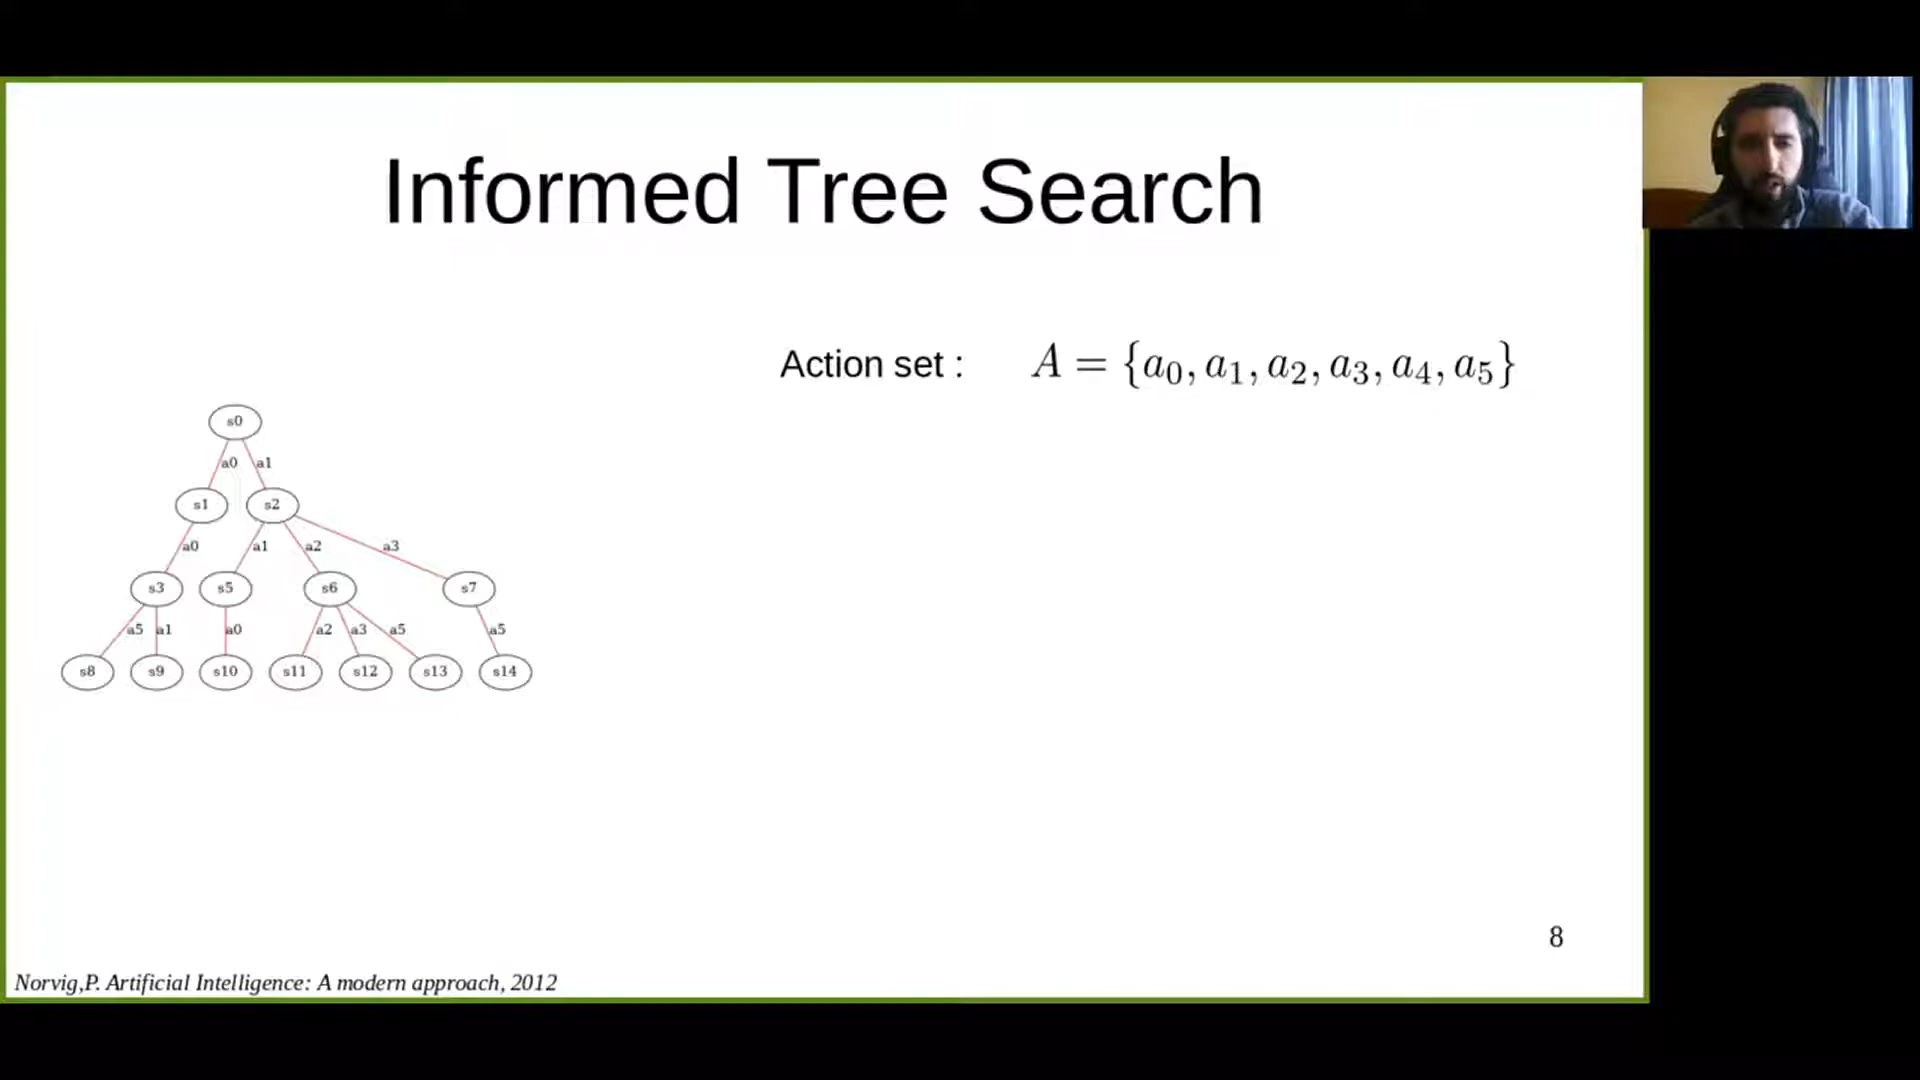 Informed Tree Search
Action set : A = {a0, a1, a2, a3, a4, a5}
s0
a0 a1
s1 s2
a0 a1 a2 a3
s3 s5 s6 s7
a5 a1 a0 a2 a3 a5 a5
s8 s9 s10 s11 s12 s13 s14
8
Norvig,P. Artificial Intelligence: A modern approach, 2012